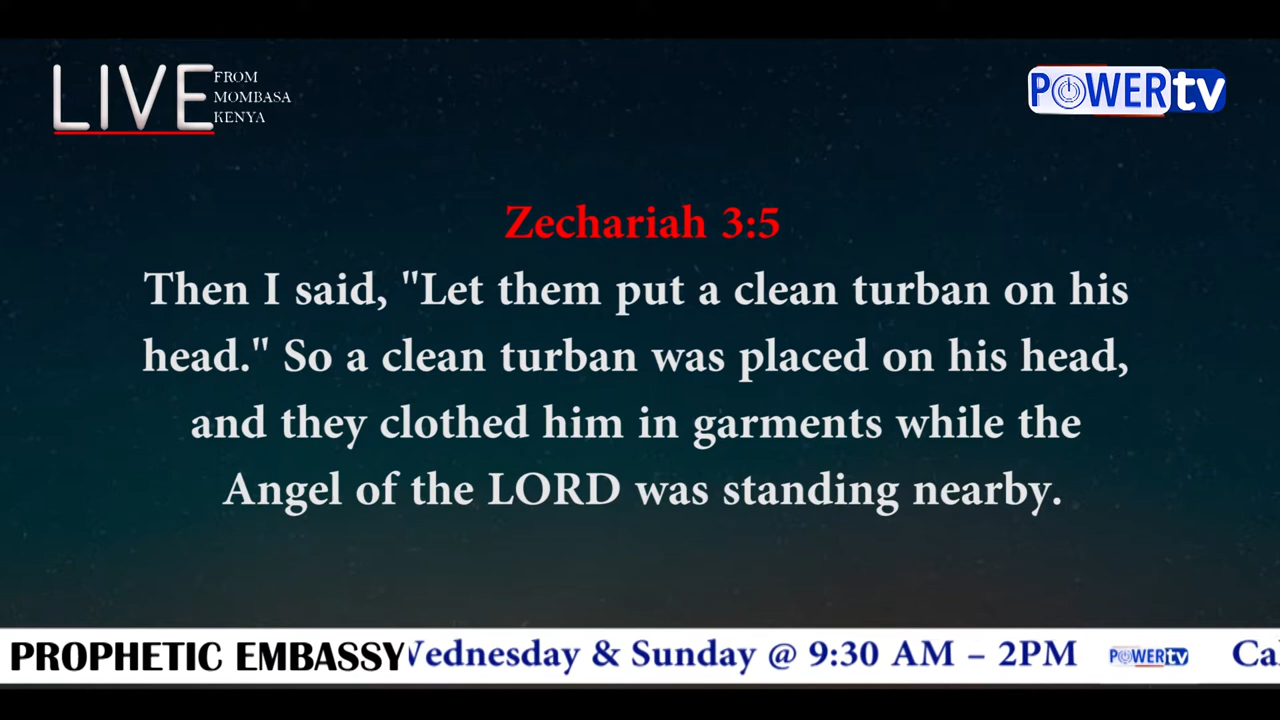 LIVE
FROM
MOMBASA
KENYA
POWERtv
Zechariah 3:5
Then I said, "Let them put a clean turban on his
head." So a clean turban was placed on his head,
and they clothed him in garments while the
Angel of the LORD was standing nearby.
PROPHETIC EMBASSY Wednesday & Sunday @ 9:30 AM – 2PM POWERtv